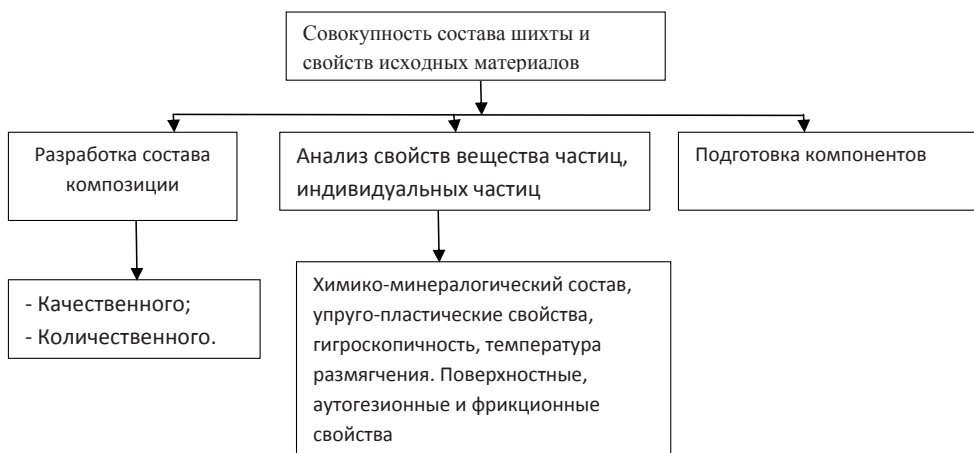 Совокупность состава шихты и
свойств исходных материалов
Разработка состава
композиции
Анализ свойств вещества частиц,
индивидуальных частиц
Подготовка компонентов
- Качественного;
- Количественного.
Химико-минералогический состав,
упруго-пластические свойства,
гигроскопичность, температура
размягчения. Поверхностные,
аутогезионные и фрикционные
свойства